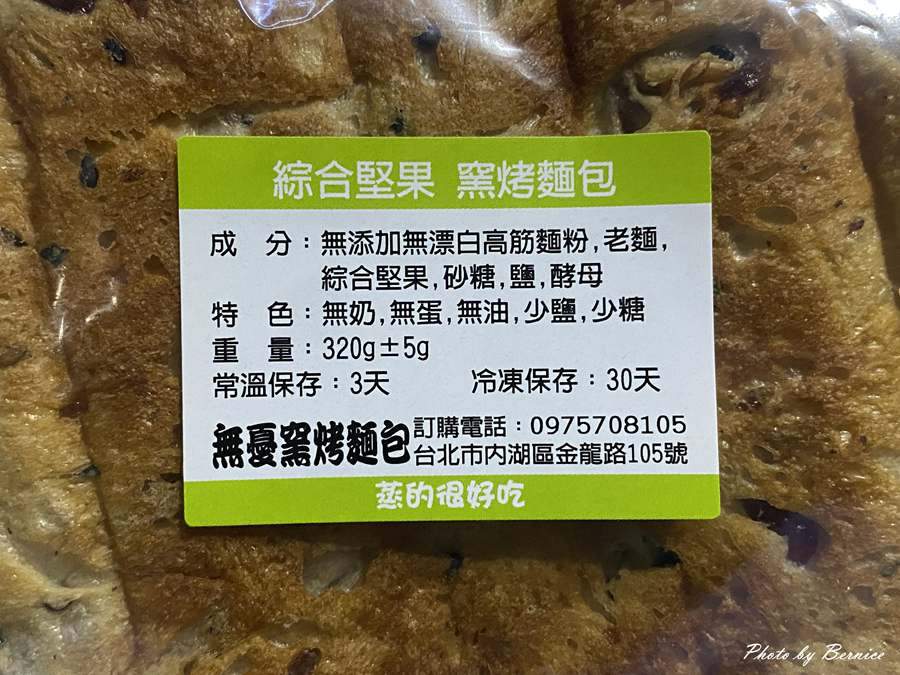 綜合堅果 窯烤麵包
成 分：無添加無漂白高筋麵粉,老麵,
綜合堅果,砂糖,鹽,酵母
特 色：無奶,無蛋,無油,少鹽,少糖
重 量：320g±5g
常溫保存：3天 冷凍保存：30天
無憂窯烤麵包
訂購電話：0975708105
台北市内湖區金龍路105號
蒸的很好吃
Photo by Bernice